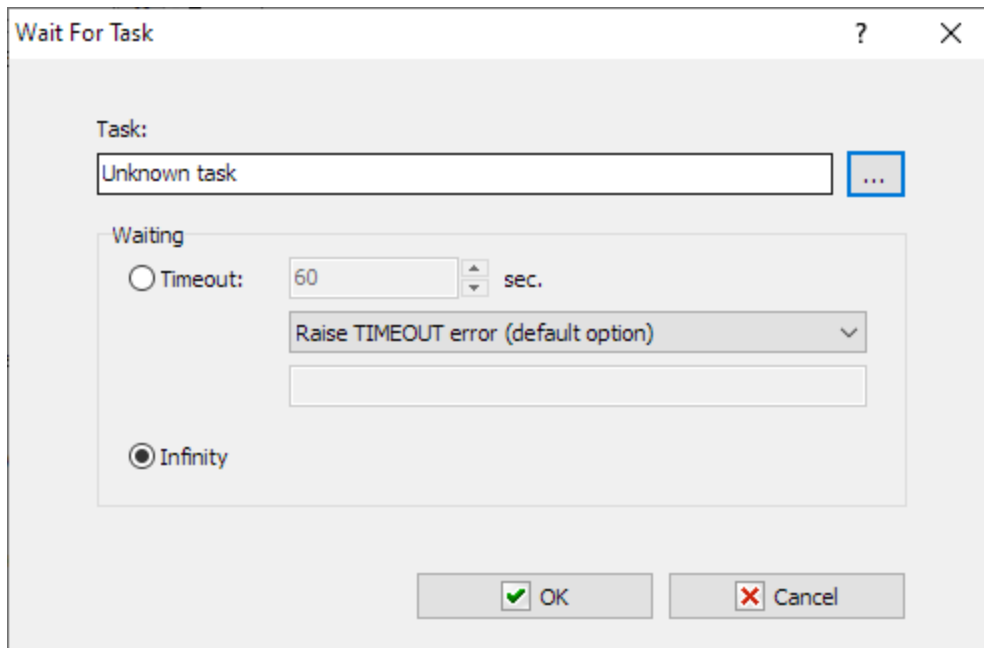 Wait For Task ?
Task:
Unknown task ...
Waiting
Timeout: 60 sec.
Raise TIMEOUT error (default option)
Infinity
OK Cancel